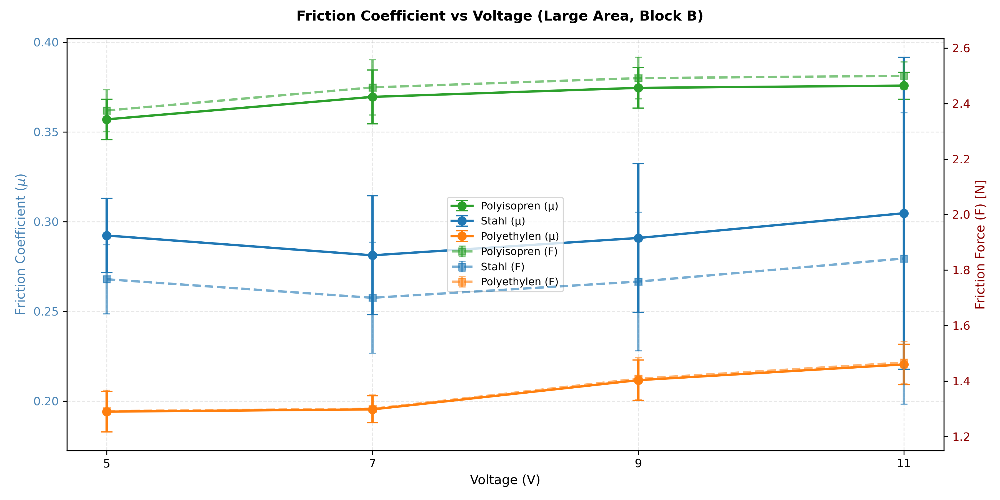 Friction Coefficient vs Voltage (Large Area, Block B)
Friction Coefficient (μ)
0.40
0.35
0.30
0.25
0.20
Polyisopren (μ)
Stahl (μ)
Polyethylen (μ)
Polyisopren (F)
Stahl (F)
Polyethylen (F)
2.6
2.4
2.2
2.0
1.8
1.6
1.4
1.2
Friction Force (F) [N]
5 7 9 11
Voltage (V)